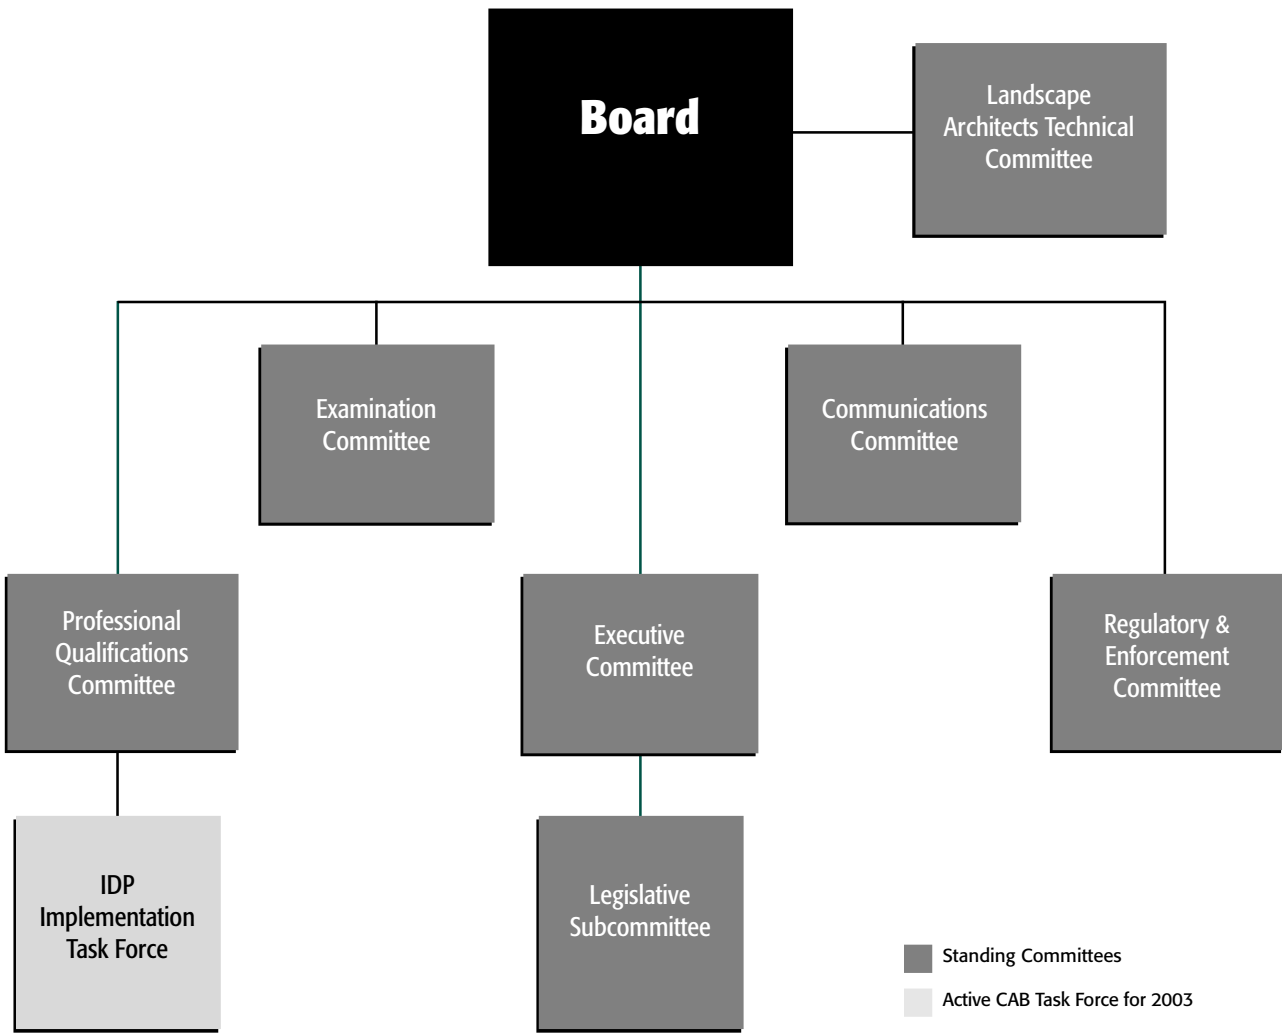 Board
Landscape
Architects Technical
Committee
Examination
Committee
Communications
Committee
Professional
Qualifications
Committee
Executive
Committee
Regulatory &
Enforcement
Committee
IDP
Implementation
Task Force
Legislative
Subcommittee
Standing Committees
Active CAB Task Force for 2003